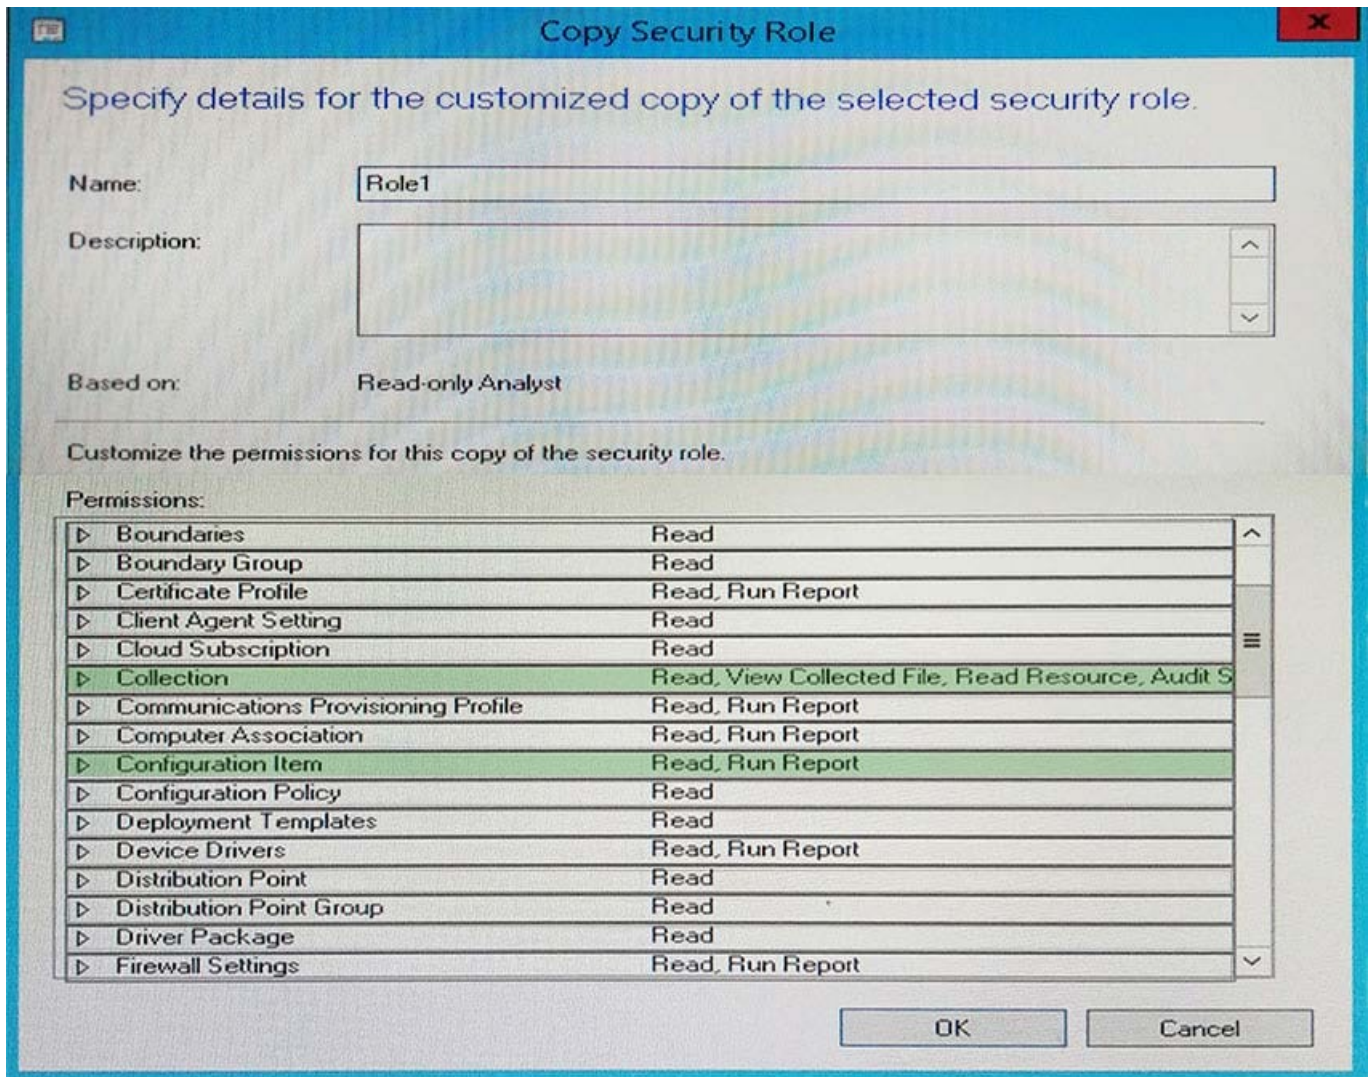 Copy Security Role
x
Specify details for the customized copy of the selected security role.
Name: Role1
Description:
Based on: Read-only Analyst
Customize the permissions for this copy of the security role.
Permissions:
Boundaries Read
Boundary Group Read
Certificate Profile Read, Run Report
Client Agent Setting Read
Cloud Subscription Read
Collection Read, View Collected File, Read Resource, Audit S
Communications Provisioning Profile Read, Run Report
Computer Association Read, Run Report
Configuration Item Read, Run Report
Configuration Policy Read
Deployment Templates Read
Device Drivers Read, Run Report
Distribution Point Read
Distribution Point Group Read
Driver Package Read
Firewall Settings Read, Run Report
OK Cancel